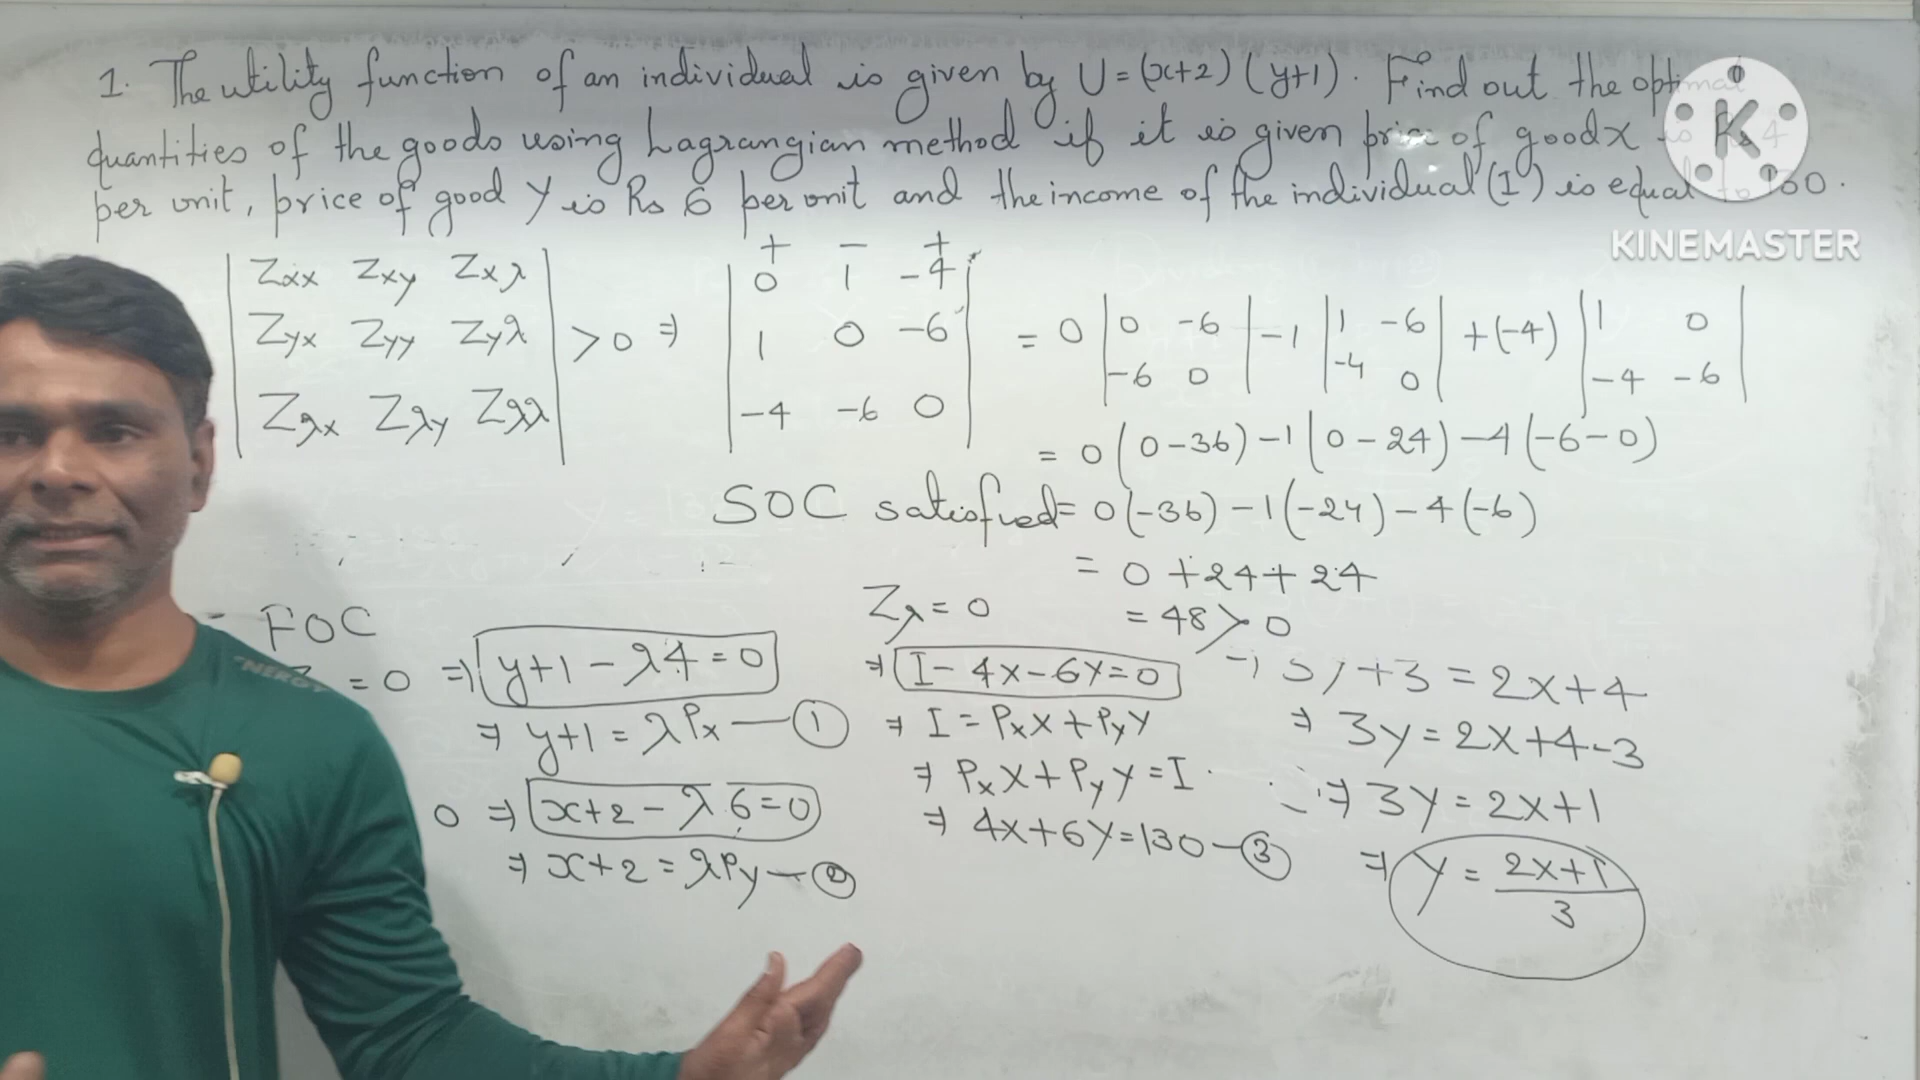 1. The utility function of an individual is given by U = (x+2) (y+1). Find out the optimal
quantities of the goods using Lagrangian method if it is given price of good x is Rs 4
per unit, price of good Y is Rs 6 per unit and the income of the individual (I) is equal to 130.
KINEMASTER
+ − +
| Zxx Zxy Zxλ |
| Zyx Zyy Zyλ | > 0 ⇒
| Zλx Zλy Zλλ |
| 0 1 -4 |
| 1 0 -6 |
| -4 -6 0 |
= 0 | 0 -6 | -1 | 1 -6 | +(-4) | 1 0 |
| -6 0 | | -4 0 | | -4 -6 |
= 0 (0-36) -1 (0-24) -4 (-6-0)
SOC satisfied = 0(-36) -1(-24) -4(-6)
= 0 +24+ 24
= 48 > 0
FOC
= 0 ⇒ y+1 - λ4 = 0
⇒ y+1 = λPx — ①
0 ⇒ x+2 - λ6 = 0
⇒ x+2 = λPy — ②
Zλ = 0
⇒ I - 4x - 6Y = 0
⇒ I = PxX + PyY
⇒ PxX + PyY = I
⇒ 4x + 6Y = 130 — ③
+3 = 2x+4
⇒ 3y = 2x+4-3
⇒ 3Y = 2x+1
⇒ Y = 2x+1
3
ENERGY